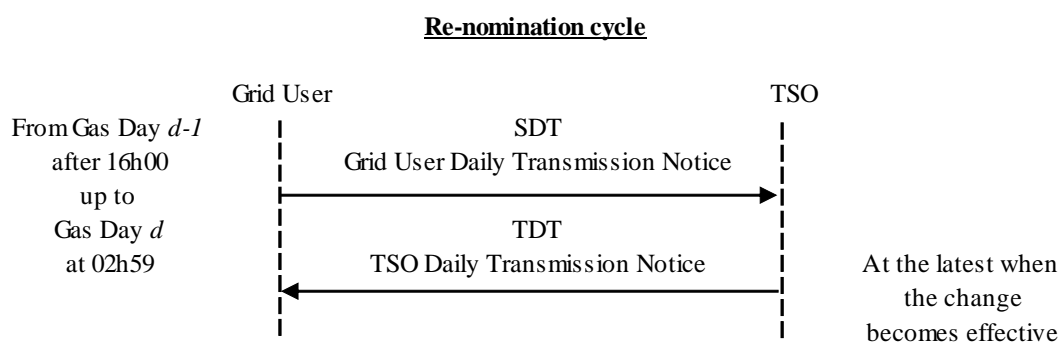 Re-nomination cycle
Grid User
TSO
From Gas Day d-1
after 16h00
up to
Gas Day d
at 02h59
SDT
Grid User Daily Transmission Notice
TDT
TSO Daily Transmission Notice
At the latest when
the change
becomes effective